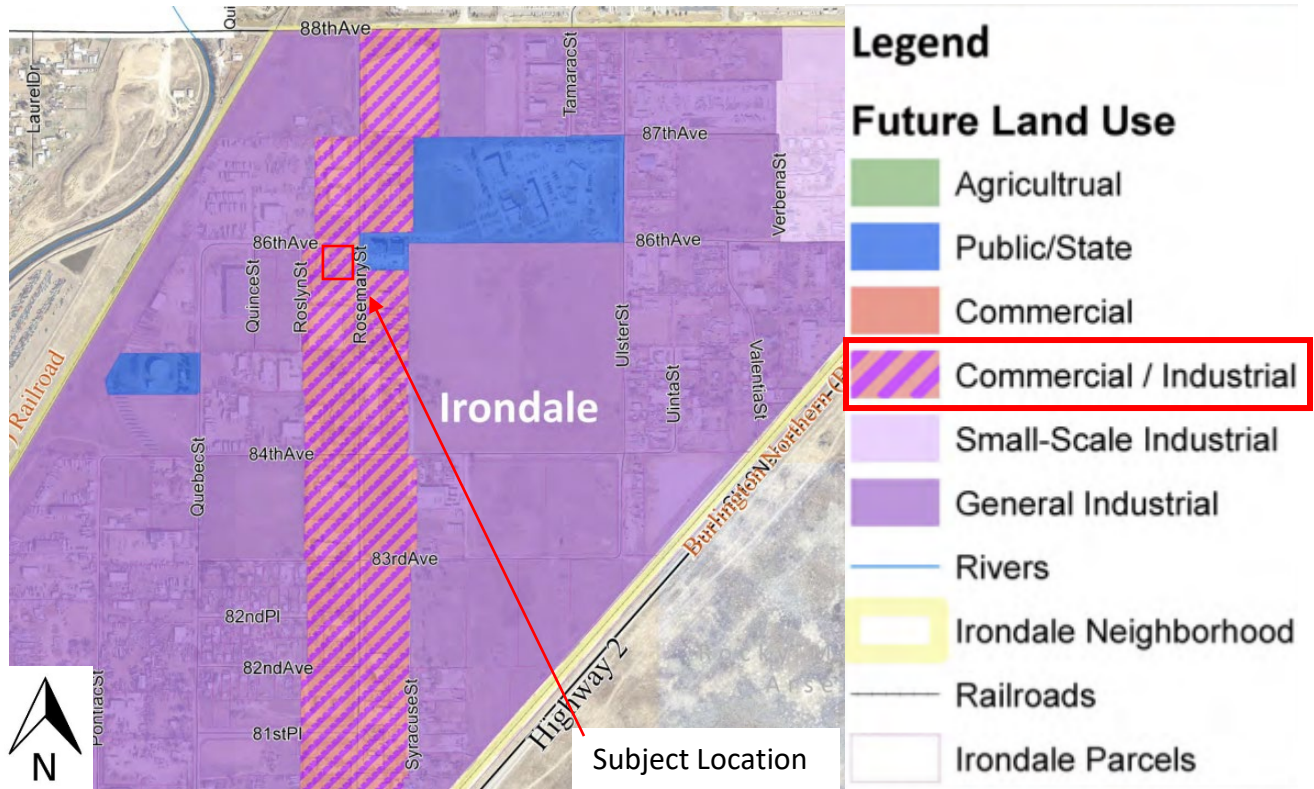 88thAve
LaurelDr
TamaracSt
87thAve
VerbenaSt
86thAve
86thAve
QuinceSt
RoslynSt
RosemarySt
UlsterSt
UintaSt
ValentiaSt
Railroad
Irondale
QuebecSt
84thAve
Burlington Northern
83rdAve
82ndPl
82ndAve
PontiacSt
81stPl
SyracuseSt
Highway 2
N
Subject Location
Legend
Future Land Use
Agricultrual
Public/State
Commercial
Commercial / Industrial
Small-Scale Industrial
General Industrial
Rivers
Irondale Neighborhood
Railroads
Irondale Parcels